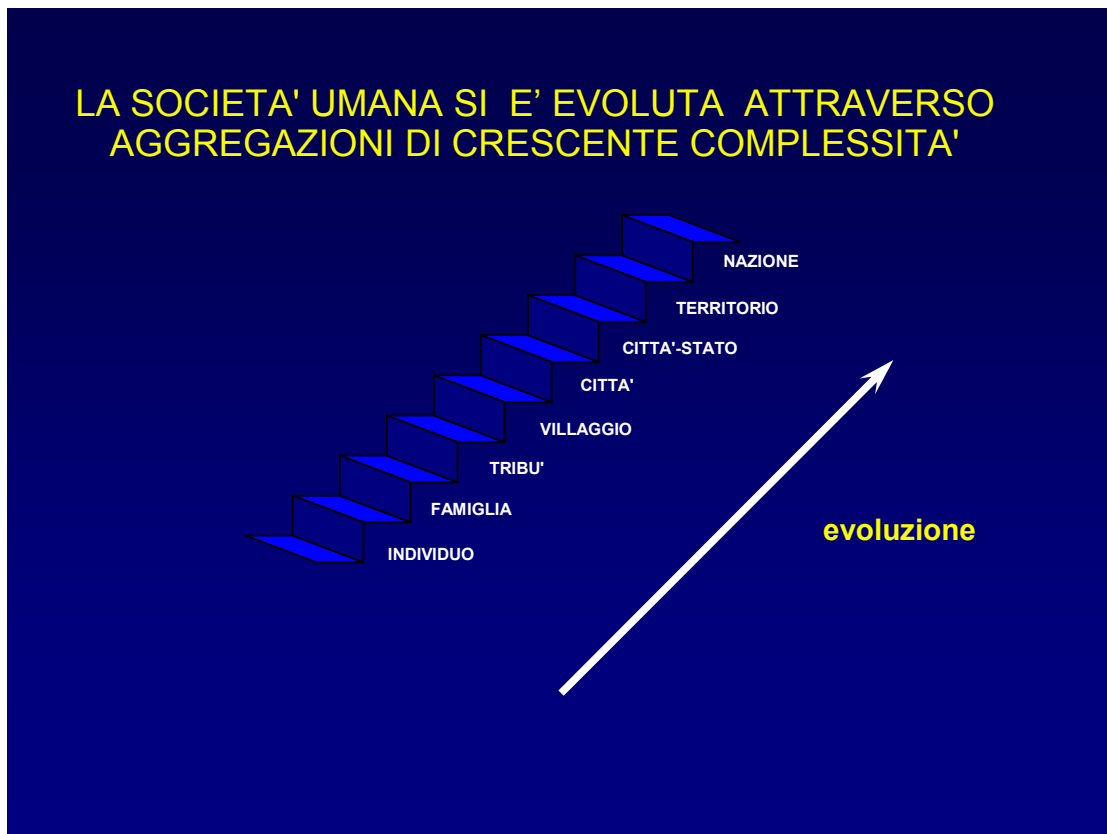 LA SOCIETA' UMANA SI E’ EVOLUTA ATTRAVERSO
AGGREGAZIONI DI CRESCENTE COMPLESSITA'
NAZIONE
TERRITORIO
CITTA'-STATO
CITTA'
VILLAGGIO
TRIBU'
FAMIGLIA
INDIVIDUO
evoluzione